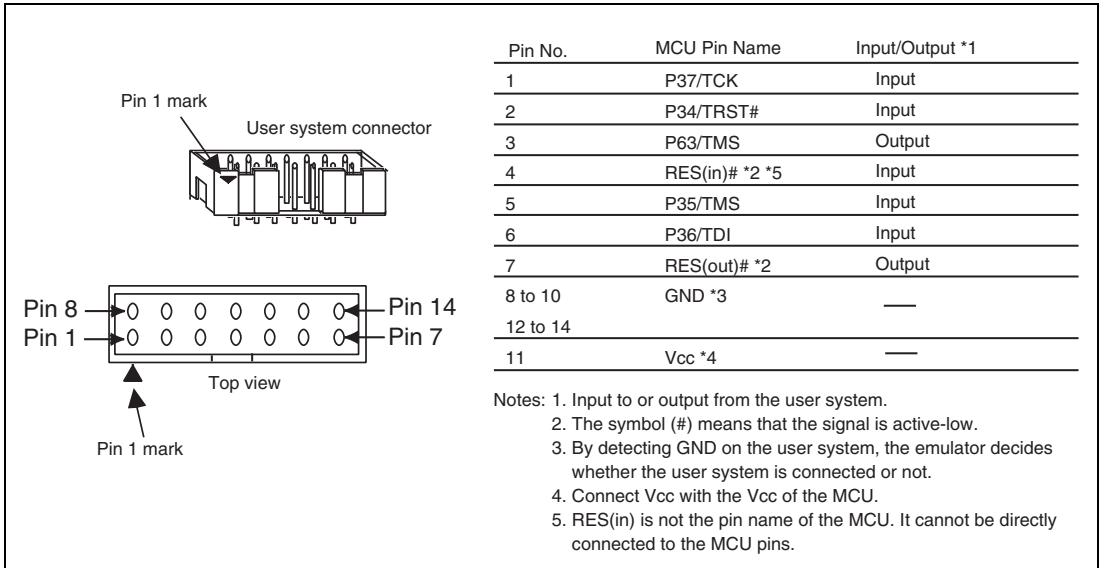 Pin 1 mark
User system connector
Pin 8
Pin 14
Pin 1
Pin 7
Top view
Pin 1 mark
Pin No. MCU Pin Name Input/Output *1
1 P37/TCK Input
2 P34/TRST# Input
3 P63/TMS Output
4 RES(in)# *2 *5 Input
5 P35/TMS Input
6 P36/TDI Input
7 RES(out)# *2 Output
8 to 10 GND *3 —
12 to 14
11 Vcc *4 —
Notes: 1. Input to or output from the user system.
2. The symbol (#) means that the signal is active-low.
3. By detecting GND on the user system, the emulator decides
whether the user system is connected or not.
4. Connect Vcc with the Vcc of the MCU.
5. RES(in) is not the pin name of the MCU. It cannot be directly
connected to the MCU pins.